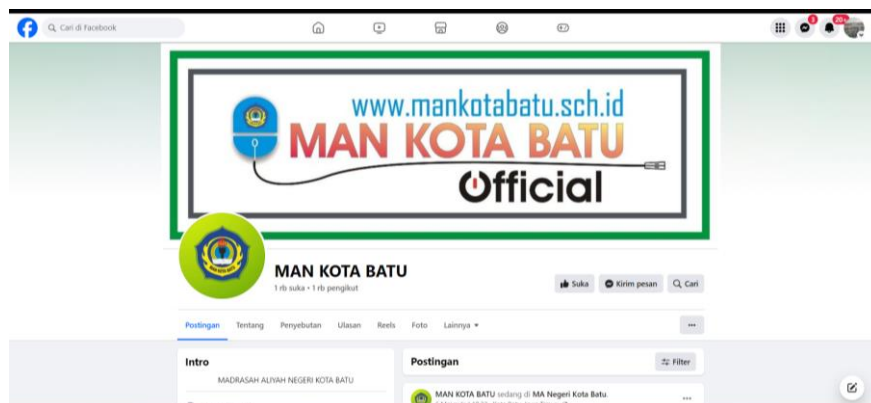 Cari di Facebook
3
20+
www.mankotabatu.sch.id
MAN KOTA BATU
Official
MAN KOTA BATU
1 rb suka • 1 rb pengikut
Suka
Kirim pesan
Cari
Postingan Tentang Penyebutan Ulasan Reels Foto Lainnya
Intro
MADRASAH ALIYAH NEGERI KOTA BATU
Postingan
Filter
MAN KOTA BATU sedang di MA Negeri Kota Batu.